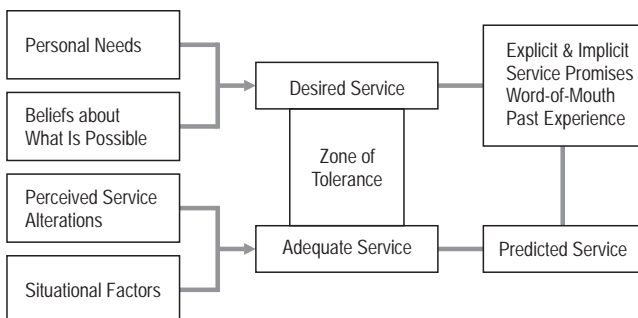 Personal Needs
Beliefs about
What Is Possible
Perceived Service
Alterations
Situational Factors
Desired Service
Zone of
Tolerance
Adequate Service
Explicit & Implicit
Service Promises
Word-of-Mouth
Past Experience
Predicted Service